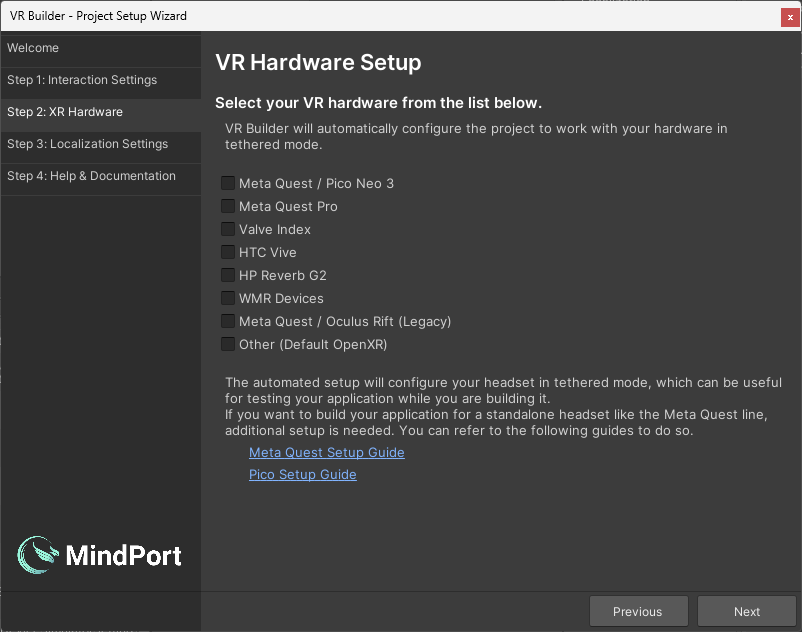 VR Builder - Project Setup Wizard
x
Welcome
Step 1: Interaction Settings
Step 2: XR Hardware
Step 3: Localization Settings
Step 4: Help & Documentation
MindPort
VR Hardware Setup
Select your VR hardware from the list below.
VR Builder will automatically configure the project to work with your hardware in
tethered mode.
Meta Quest / Pico Neo 3
Meta Quest Pro
Valve Index
HTC Vive
HP Reverb G2
WMR Devices
Meta Quest / Oculus Rift (Legacy)
Other (Default OpenXR)
The automated setup will configure your headset in tethered mode, which can be useful
for testing your application while you are building it.
If you want to build your application for a standalone headset like the Meta Quest line,
additional setup is needed. You can refer to the following guides to do so.
Meta Quest Setup Guide
Pico Setup Guide
Previous
Next